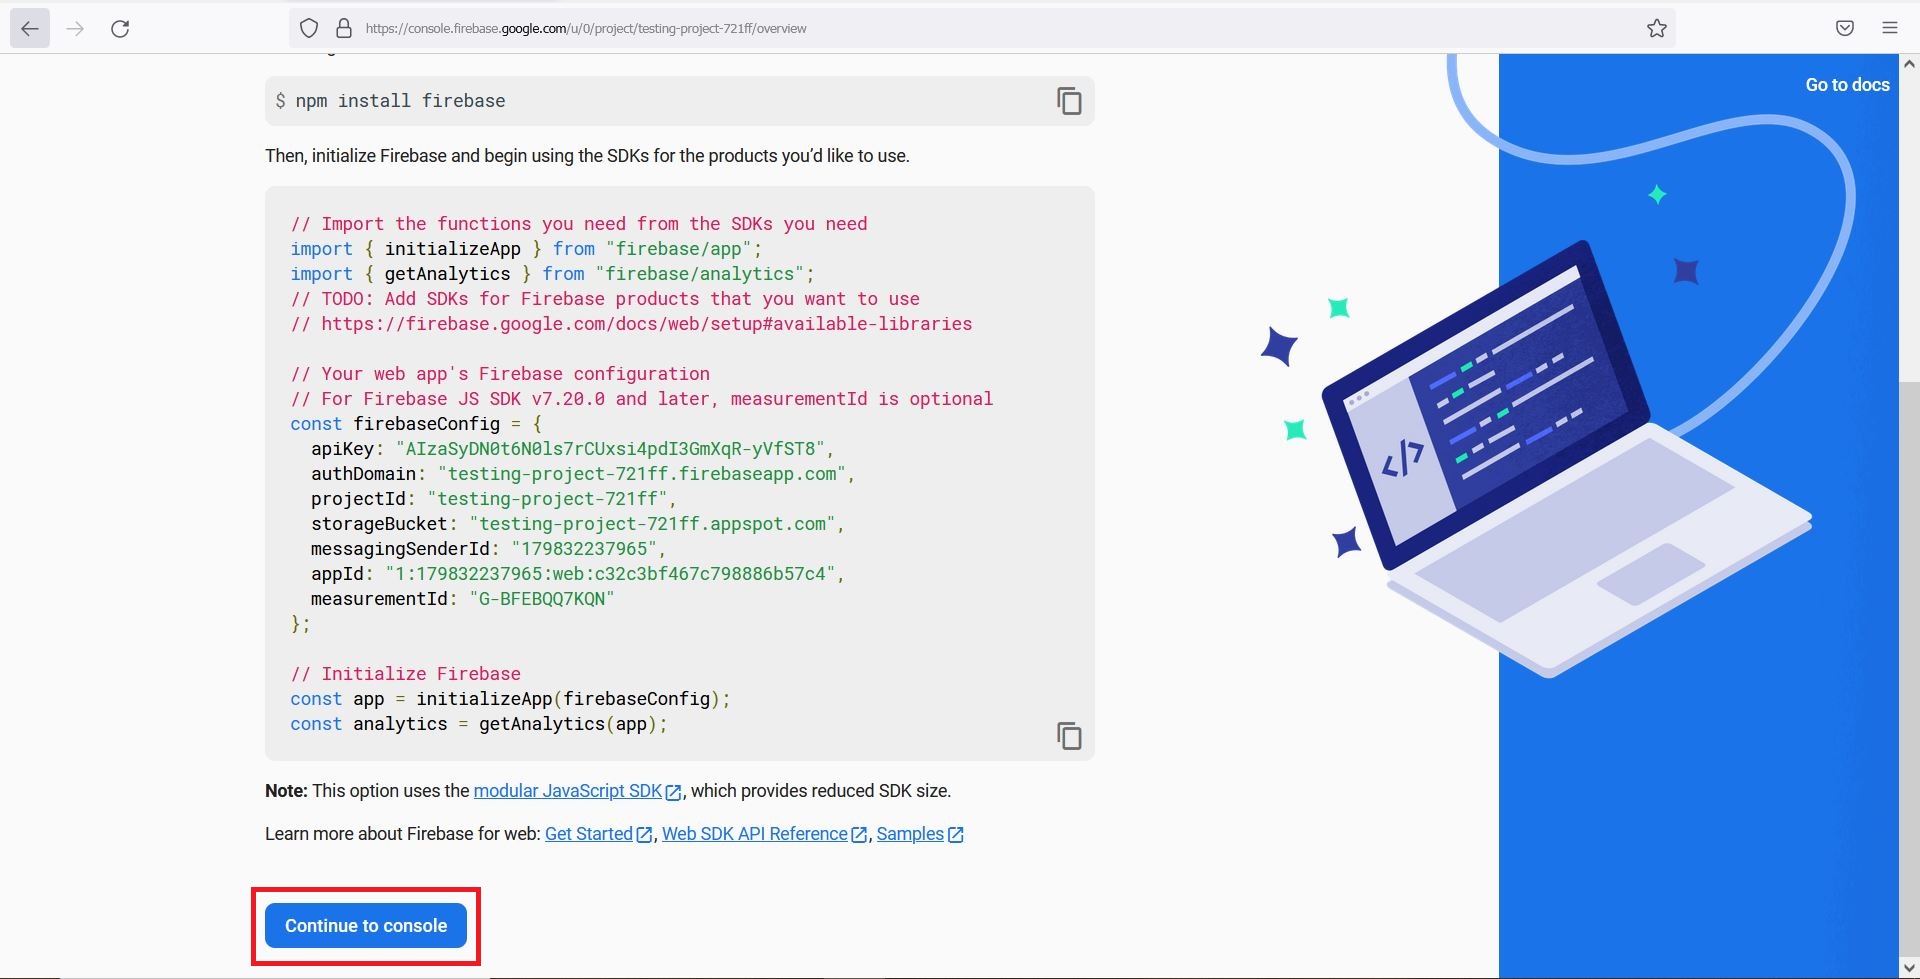 https://console.firebase.google.com/u/0/project/testing-project-721ff/overview
Go to docs
$ npm install firebase
Then, initialize Firebase and begin using the SDKs for the products you’d like to use.
// Import the functions you need from the SDKs you need
import { initializeApp } from "firebase/app";
import { getAnalytics } from "firebase/analytics";
// TODO: Add SDKs for Firebase products that you want to use
// https://firebase.google.com/docs/web/setup#available-libraries
// Your web app's Firebase configuration
// For Firebase JS SDK v7.20.0 and later, measurementId is optional
const firebaseConfig = {
apiKey: "AIzaSyDN0t6N0ls7rCUxsi4pdI3GmXqR-yVfST8",
authDomain: "testing-project-721ff.firebaseapp.com",
projectId: "testing-project-721ff",
storageBucket: "testing-project-721ff.appspot.com",
messagingSenderId: "179832237965",
appId: "1:179832237965:web:c32c3bf467c798886b57c4",
measurementId: "G-BFEBQQ7KQN"
};
// Initialize Firebase
const app = initializeApp(firebaseConfig);
const analytics = getAnalytics(app);
Note: This option uses the modular JavaScript SDK, which provides reduced SDK size.
Learn more about Firebase for web: Get Started, Web SDK API Reference, Samples
Continue to console